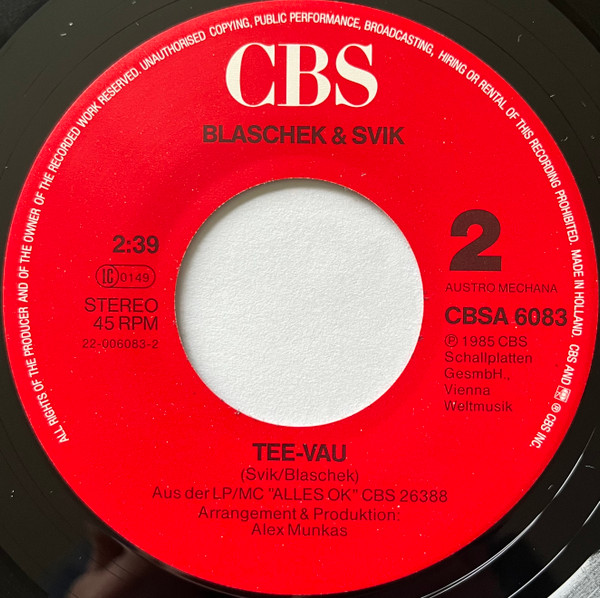 ALL RIGHTS OF THE PRODUCER AND OF THE OWNER OF THE RECORDED WORK RESERVED. UNAUTHORISED COPYING, PUBLIC PERFORMANCE, BROADCASTING, HIRING OR RENTAL OF THIS RECORDING PROHIBITED. MADE IN HOLLAND. CBS AND ® CBS INC.
CBS
BLASCHEK & SVIK
2:39
1C 0149
STEREO
45 RPM
22-006083-2
2
AUSTRO MECHANA
CBSA 6083
℗ 1985 CBS
Schallplatten
GesmbH.,
Vienna
Weltmusik
TEE-VAU
(Svik/Blaschek)
Aus der LP/MC "ALLES OK" CBS 26388
Arrangement & Produktion:
Alex Munkas